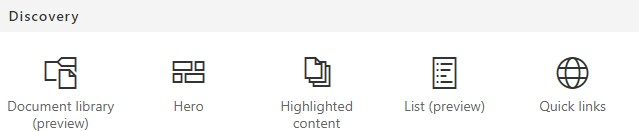 Discovery
Document library
(preview)
Hero
Highlighted
content
List (preview)
Quick links